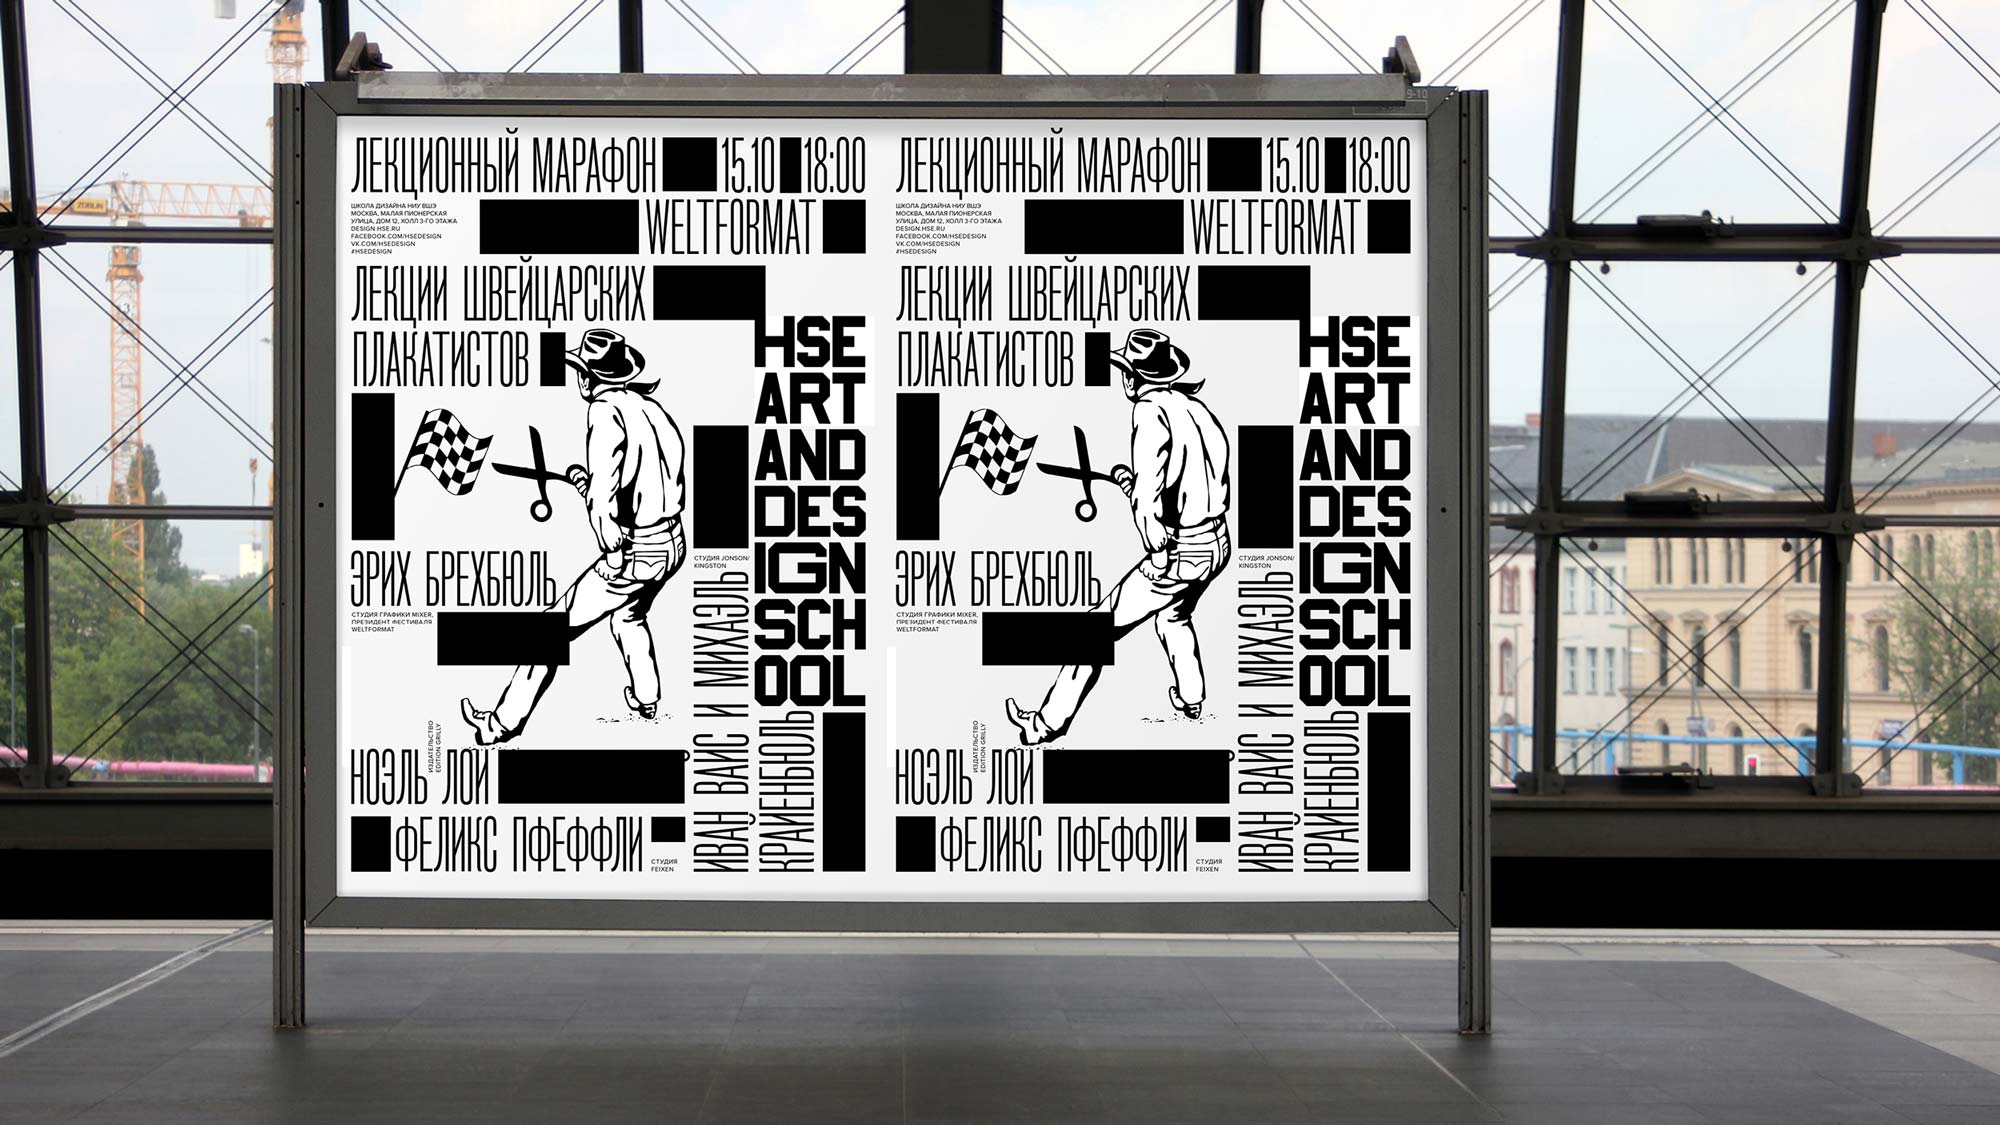 ЛЕКЦИОННЫЙ МАРАФОН 15.10 18:00
ШКОЛА ДИЗАЙНА НИУ ВШЭ
МОСКВА, МАЛАЯ ПИОНЕРСКАЯ
УЛИЦА, ДОМ 12, ХОЛЛ 3-ГО ЭТАЖА
DESIGN.HSE.RU
FACEBOOK.COM/HSEDESIGN
VK.COM/HSEDESIGN
#HSEDESIGN
WELTFORMAT
ЛЕКЦИИ ШВЕЙЦАРСКИХ
ПЛАКАТИСТОВ
HSE
ART
AND
DES
IGN
SCH
OOL
ЭРИХ БРЕХБЮЛЬ
СТУДИЯ ГРАФИКИ MIXER,
ПРЕЗИДЕНТ ФЕСТИВАЛЯ
WELTFORMAT
СТУДИЯ JONSON/
KINGSTON
ИВАН ВАЙС И МИХАЭЛЬ
КРАЙЕНБЮЛЬ
ИЗДАТЕЛЬСТВО
EDITION GRILLY
НОЭЛЬ ЛОЙ
ФЕЛИКС ПФЕФФЛИ
СТУДИЯ
FEIXEN
ЛЕКЦИОННЫЙ МАРАФОН 15.10 18:00
ШКОЛА ДИЗАЙНА НИУ ВШЭ
МОСКВА, МАЛАЯ ПИОНЕРСКАЯ
УЛИЦА, ДОМ 12, ХОЛЛ 3-ГО ЭТАЖА
DESIGN.HSE.RU
FACEBOOK.COM/HSEDESIGN
VK.COM/HSEDESIGN
#HSEDESIGN
WELTFORMAT
ЛЕКЦИИ ШВЕЙЦАРСКИХ
ПЛАКАТИСТОВ
HSE
ART
AND
DES
IGN
SCH
OOL
ЭРИХ БРЕХБЮЛЬ
СТУДИЯ ГРАФИКИ MIXER,
ПРЕЗИДЕНТ ФЕСТИВАЛЯ
WELTFORMAT
СТУДИЯ JONSON/
KINGSTON
ИВАН ВАЙС И МИХАЭЛЬ
КРАЙЕНБЮЛЬ
ИЗДАТЕЛЬСТВО
EDITION GRILLY
НОЭЛЬ ЛОЙ
ФЕЛИКС ПФЕФФЛИ
СТУДИЯ
FEIXEN